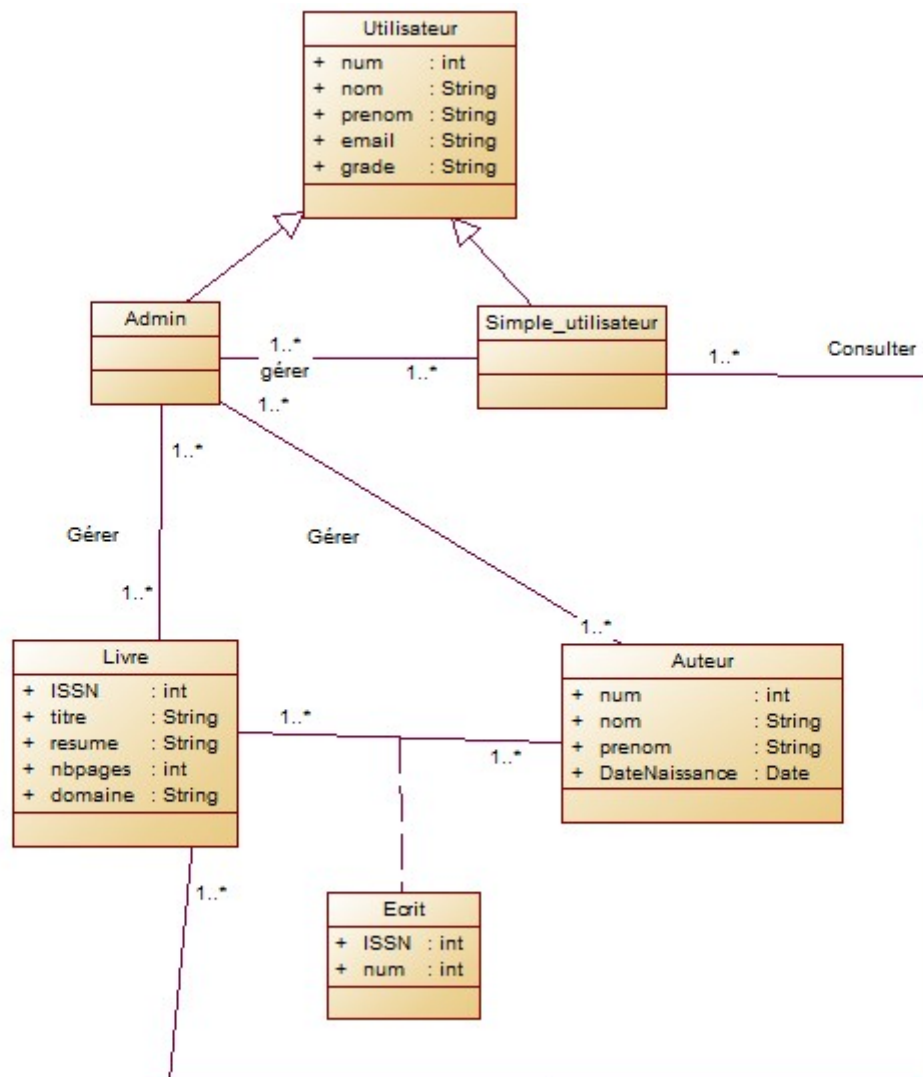 Utilisateur
+ num : int
+ nom : String
+ prenom : String
+ email : String
+ grade : String
Admin
Simple_utilisateur
1..*
gérer
1..*
1..*
Consulter
1..*
1..*
Gérer
Gérer
1..*
1..*
Livre
+ ISSN : int
+ titre : String
+ resume : String
+ nbpages : int
+ domaine : String
Auteur
+ num : int
+ nom : String
+ prenom : String
+ DateNaissance : Date
1..*
1..*
1..*
Ecrit
+ ISSN : int
+ num : int